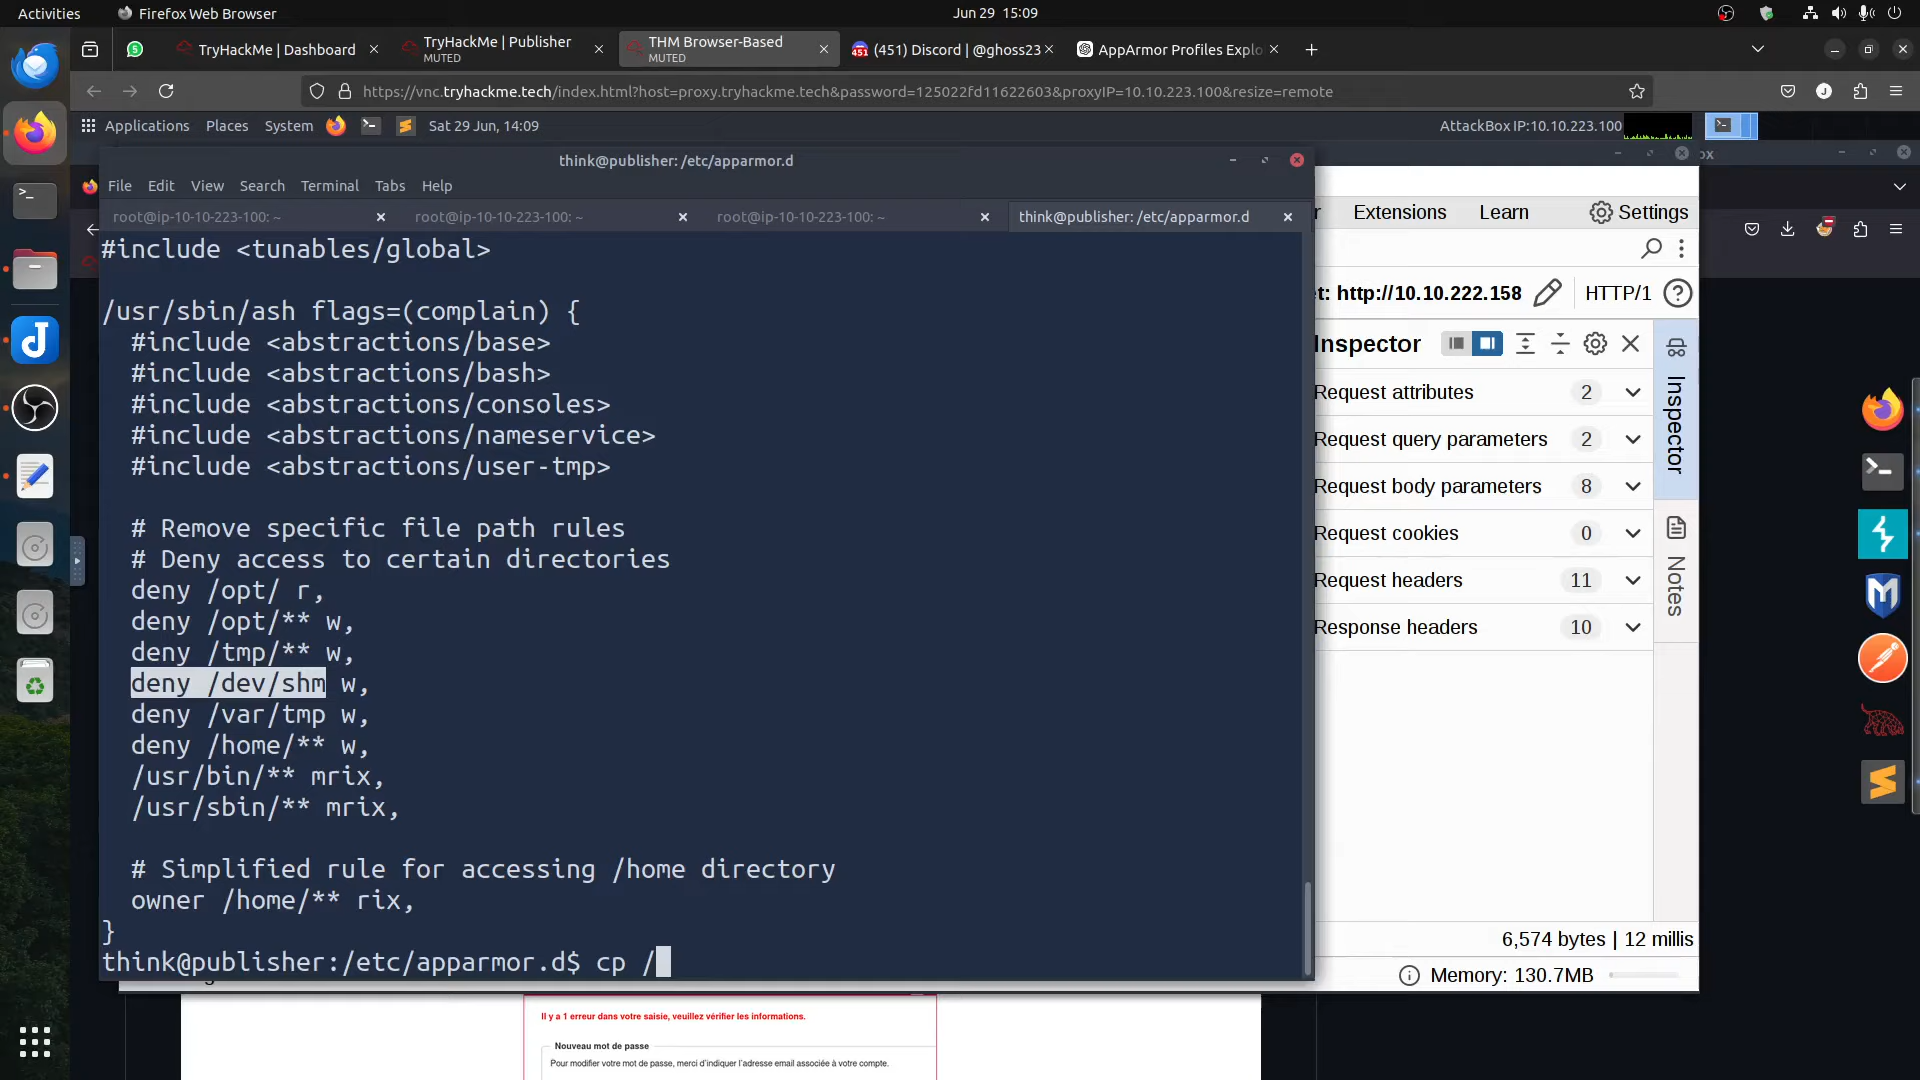 Activities
Firefox Web Browser
Jun 29 15:09
TryHackMe | Dashboard
TryHackMe | Publisher
MUTED
THM Browser-Based
MUTED
451
(451) Discord | @ghoss23
AppArmor Profiles Explo
https://vnc.tryhackme.tech/index.html?host=proxy.tryhackme.tech&password=125022fd11622603&proxyIP=10.10.223.100&resize=remote
J
Applications
Places
System
Sat 29 Jun, 14:09
AttackBox IP:10.10.223.100
think@publisher: /etc/apparmor.d
ox
File
Edit
View
Search
Terminal
Tabs
Help
root@ip-10-10-223-100: ~
root@ip-10-10-223-100: ~
root@ip-10-10-223-100: ~
think@publisher: /etc/apparmor.d
r
Extensions
Learn
Settings
#include <tunables/global>
/usr/sbin/ash flags=(complain) {
#include <abstractions/base>
#include <abstractions/bash>
#include <abstractions/consoles>
#include <abstractions/nameservice>
#include <abstractions/user-tmp>
# Remove specific file path rules
# Deny access to certain directories
deny /opt/ r,
deny /opt/** w,
deny /tmp/** w,
deny /dev/shm w,
deny /var/tmp w,
deny /home/** w,
/usr/bin/** mrix,
/usr/sbin/** mrix,
# Simplified rule for accessing /home directory
owner /home/** rix,
}
think@publisher:/etc/apparmor.d$ cp /
t: http://10.10.222.158
HTTP/1
Inspector
Request attributes
2
Request query parameters
2
Request body parameters
8
Request cookies
0
Request headers
11
Response headers
10
Inspector
Notes
6,574 bytes | 12 millis
Memory: 130.7MB
Il y a 1 erreur dans votre saisie, veuillez vérifier les informations.
Nouveau mot de passe
Pour modifier votre mot de passe, merci d'indiquer l'adresse email associée à votre compte.